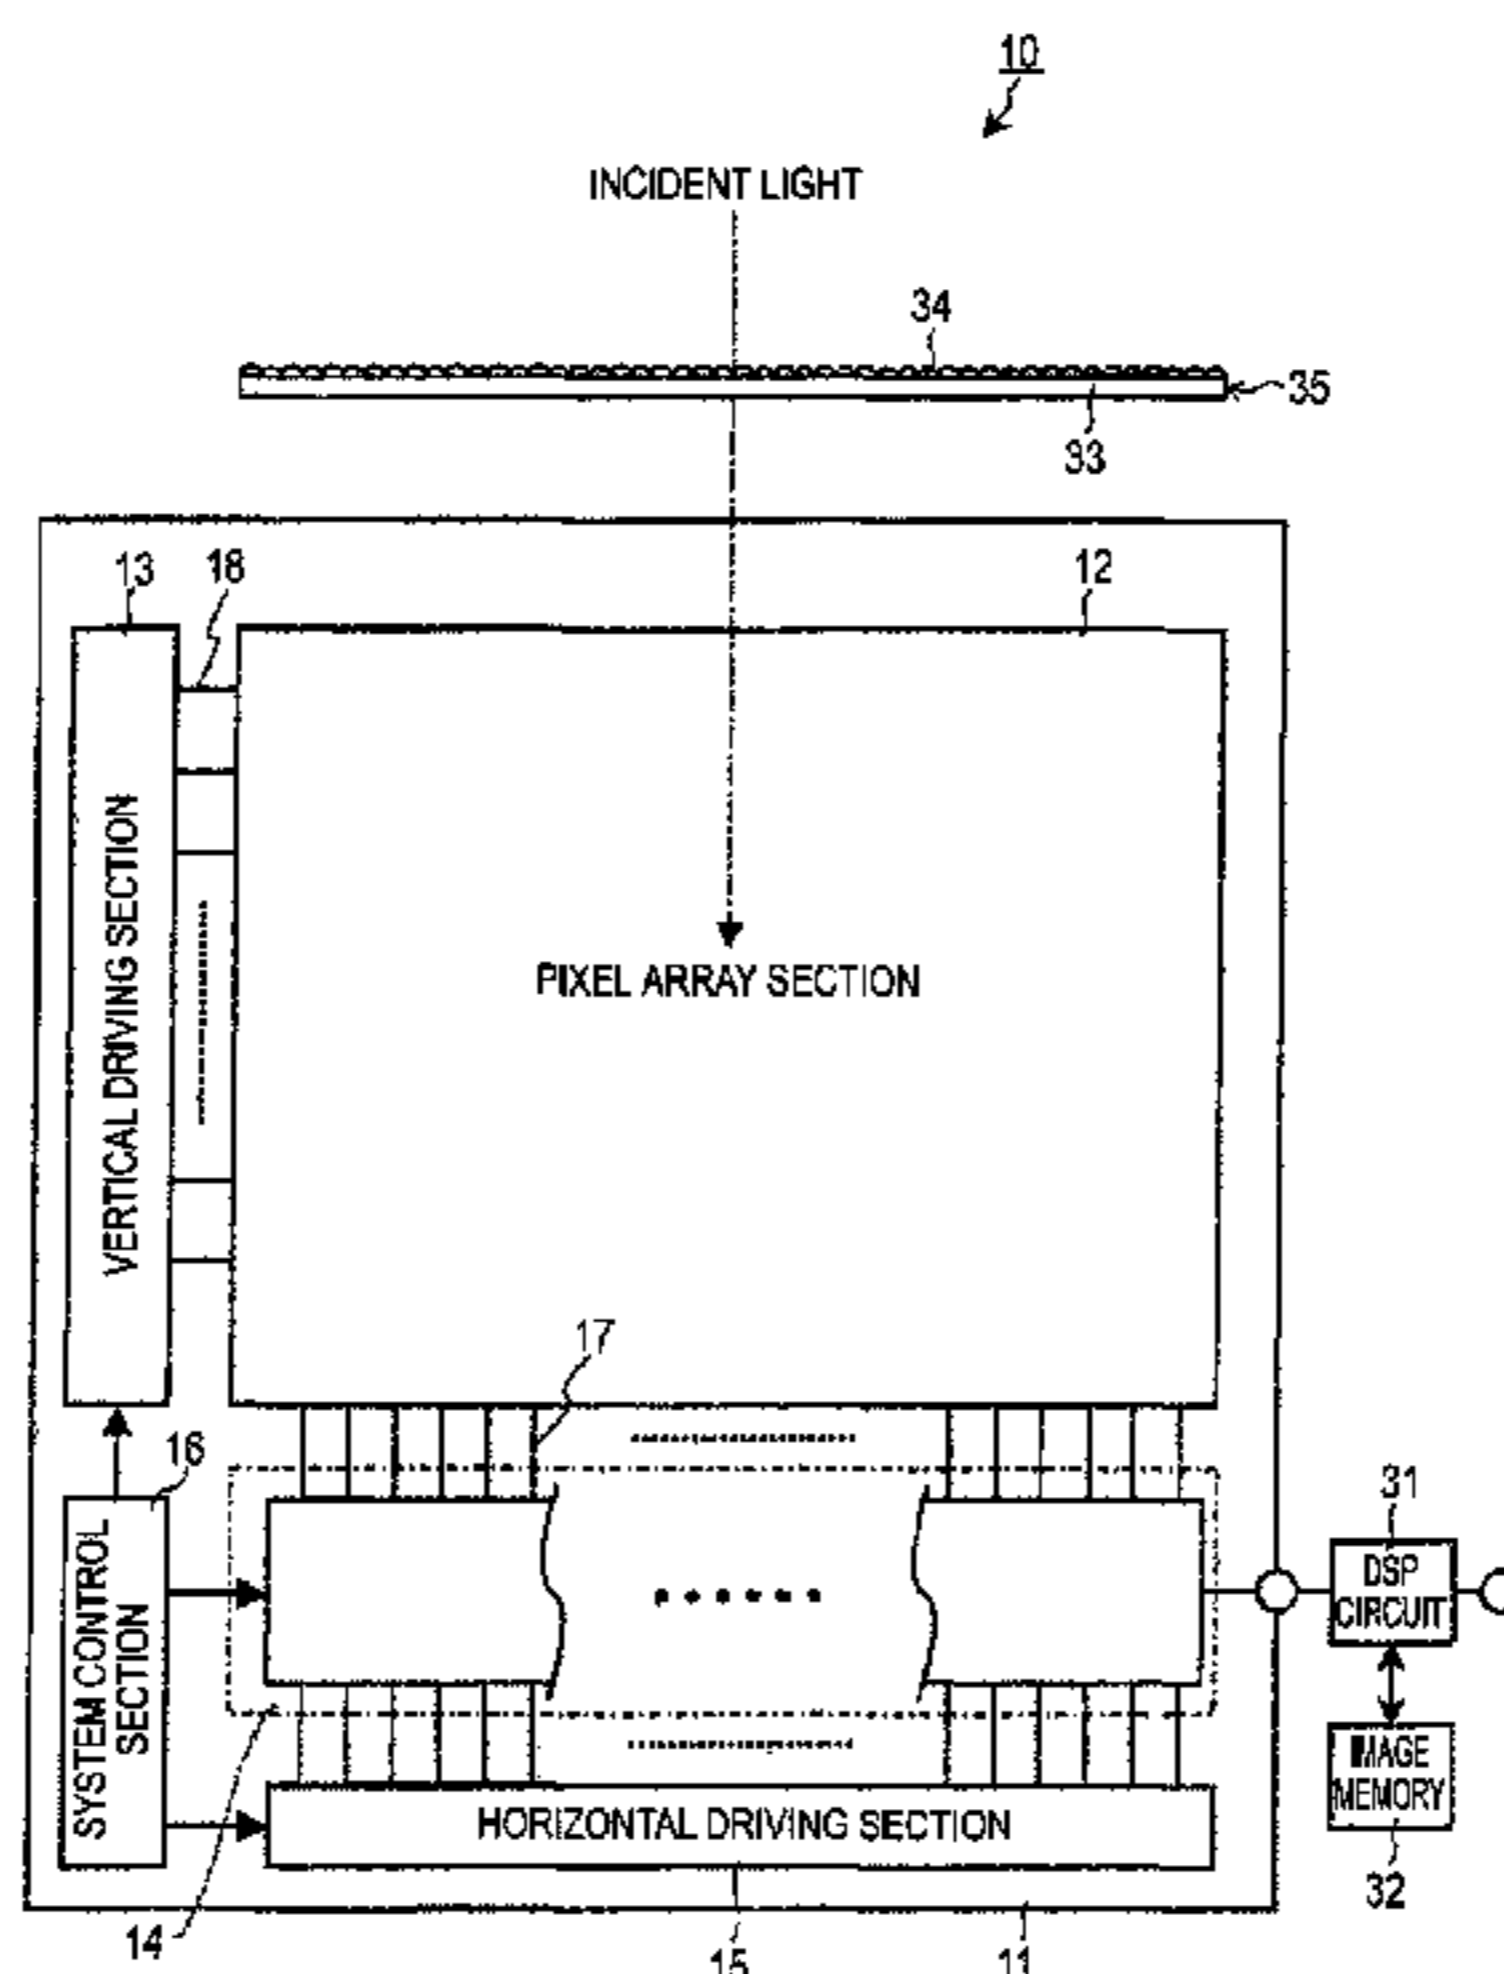 10
INCIDENT LIGHT
34
35
33
13
18
12
VERTICAL DRIVING SECTION
PIXEL ARRAY SECTION
17
16
SYSTEM CONTROL
SECTION
31
DSP
CIRCUIT
IMAGE
MEMORY
32
HORIZONTAL DRIVING SECTION
14
15
11